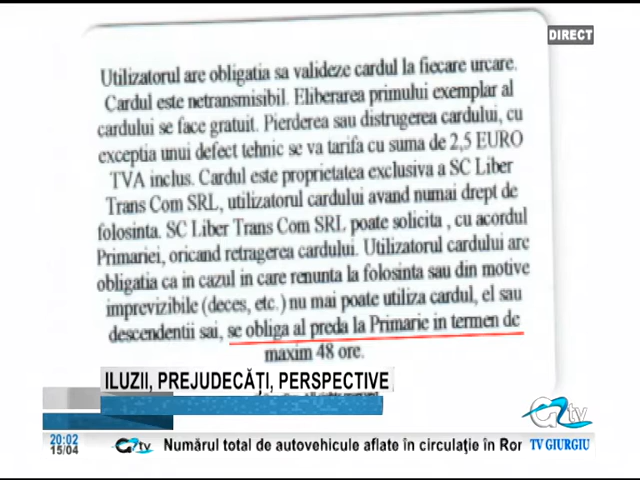 DIRECT
Utilizatorul are obligatia sa valideze cardul la fiecare urcare.
Cardul este netransmisibil. Eliberarea primului exemplar al
cardului se face gratuit. Pierderea sau distrugerea cardului, cu
exceptia unui defect tehnic se va tarifa cu suma de 2,5 EURO
TVA inclus. Cardul este proprietatea exclusiva a SC Liber
Trans Com SRL, utilizatorul cardului avand numai drept de
folosinta. SC Liber Trans Com SRL poate solicita , cu acordul
Primariei, oricand retragerea cardului. Utilizatorul cardului are
obligatia ca in cazul in care renunta la folosinta sau din motive
imprevizibile (deces, etc.) nu mai poate utiliza cardul, el sau
descendentii sai, se obliga al preda la Primarie in termen de
maxim 48 ore.
ILUZII, PREJUDECĂȚI, PERSPECTIVE
tv
20:02
15/04
tv
Numărul total de autovehicule aflate în circulaţie în Ror
TV GIURGIU